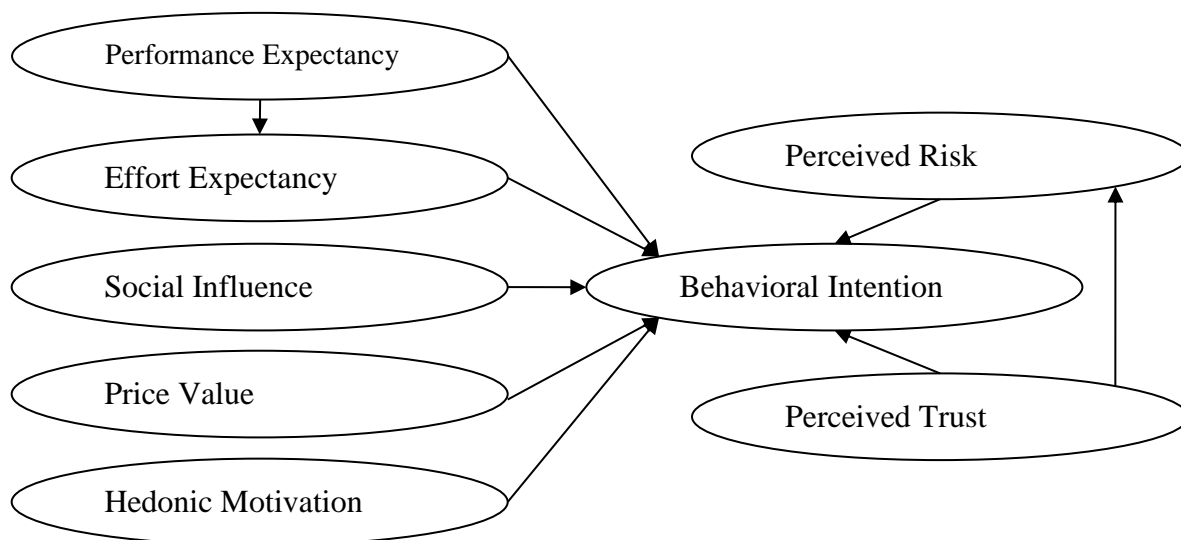 Performance Expectancy
Effort Expectancy
Social Influence
Price Value
Hedonic Motivation
Behavioral Intention
Perceived Risk
Perceived Trust